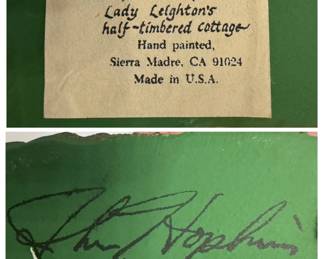 Lady Leighton's
half-timbered cottage
Hand painted,
Sierra Madre, CA 91024
Made in U.S.A.
Hopkins